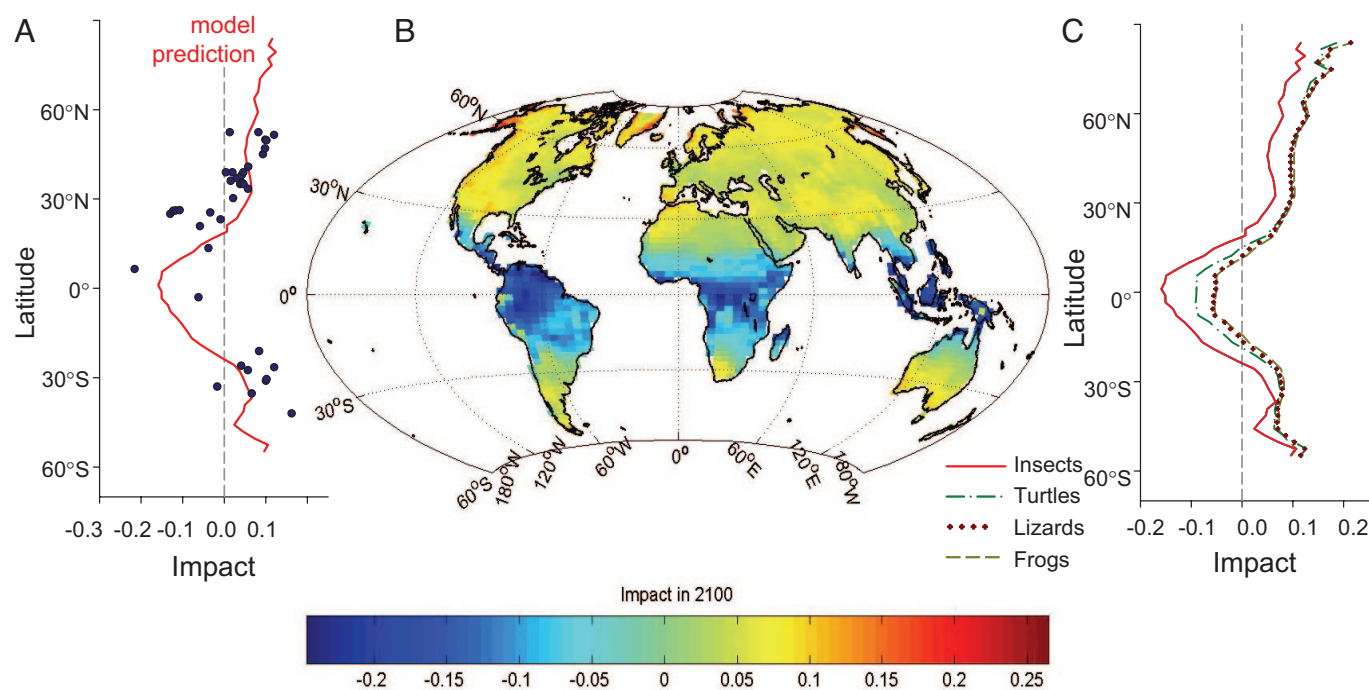 A
model
prediction
60°N
30°N
0°
30°S
60°S
Latitude
-0.3
-0.2
-0.1
0.0
0.1
Impact
B
60°N
30°N
0°
30°S
60°S
180°W
120°W
60°W
0°
60°E
120°E
180°W
Insects
Turtles
Lizards
Frogs
C
60°N
30°N
0°
30°S
60°S
Latitude
-0.2
-0.1
0.0
0.1
0.2
Impact
Impact in 2100
-0.2
-0.15
-0.1
-0.05
0
0.05
0.1
0.15
0.2
0.25